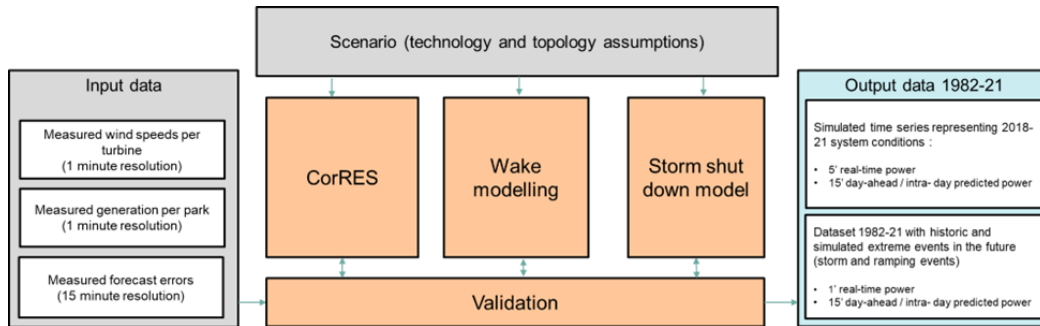 Scenario (technology and topology assumptions)
Input data
Measured wind speeds per
turbine
(1 minute resolution)
Measured generation per park
(1 minute resolution)
Measured forecast errors
(15 minute resolution)
CorRES
Wake
modelling
Storm shut
down model
Validation
Output data 1982-21
Simulated time series representing 2018-
21 system conditions :
• 5' real-time power
• 15' day-ahead / intra- day predicted power
Dataset 1982-21 with historic and
simulated extreme events in the future
(storm and ramping events)
• 1' real-time power
• 15' day-ahead / intra- day predicted power